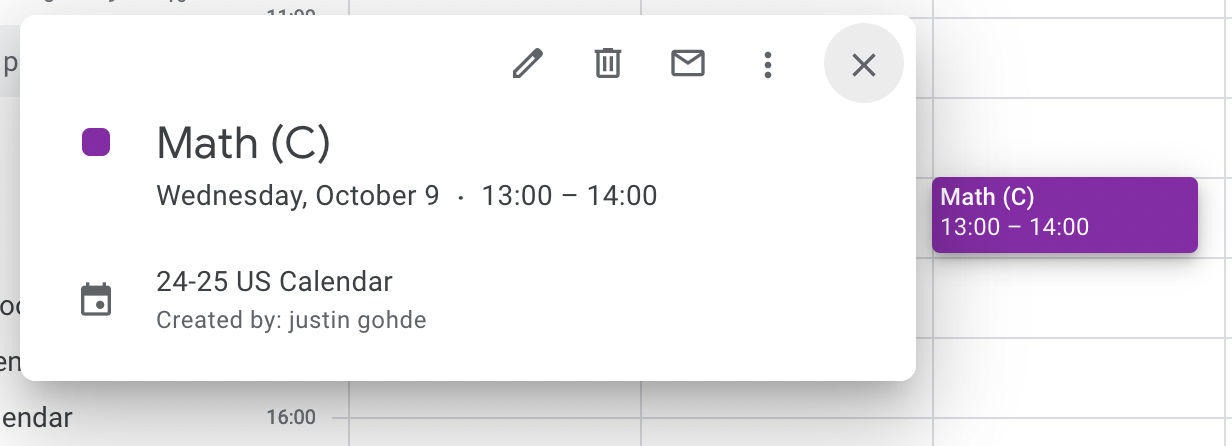 11:00
p
Math (C)
Wednesday, October 9 · 13:00 – 14:00
Math (C)
13:00 – 14:00
24-25 US Calendar
Created by: justin gohde
en
endar
16:00